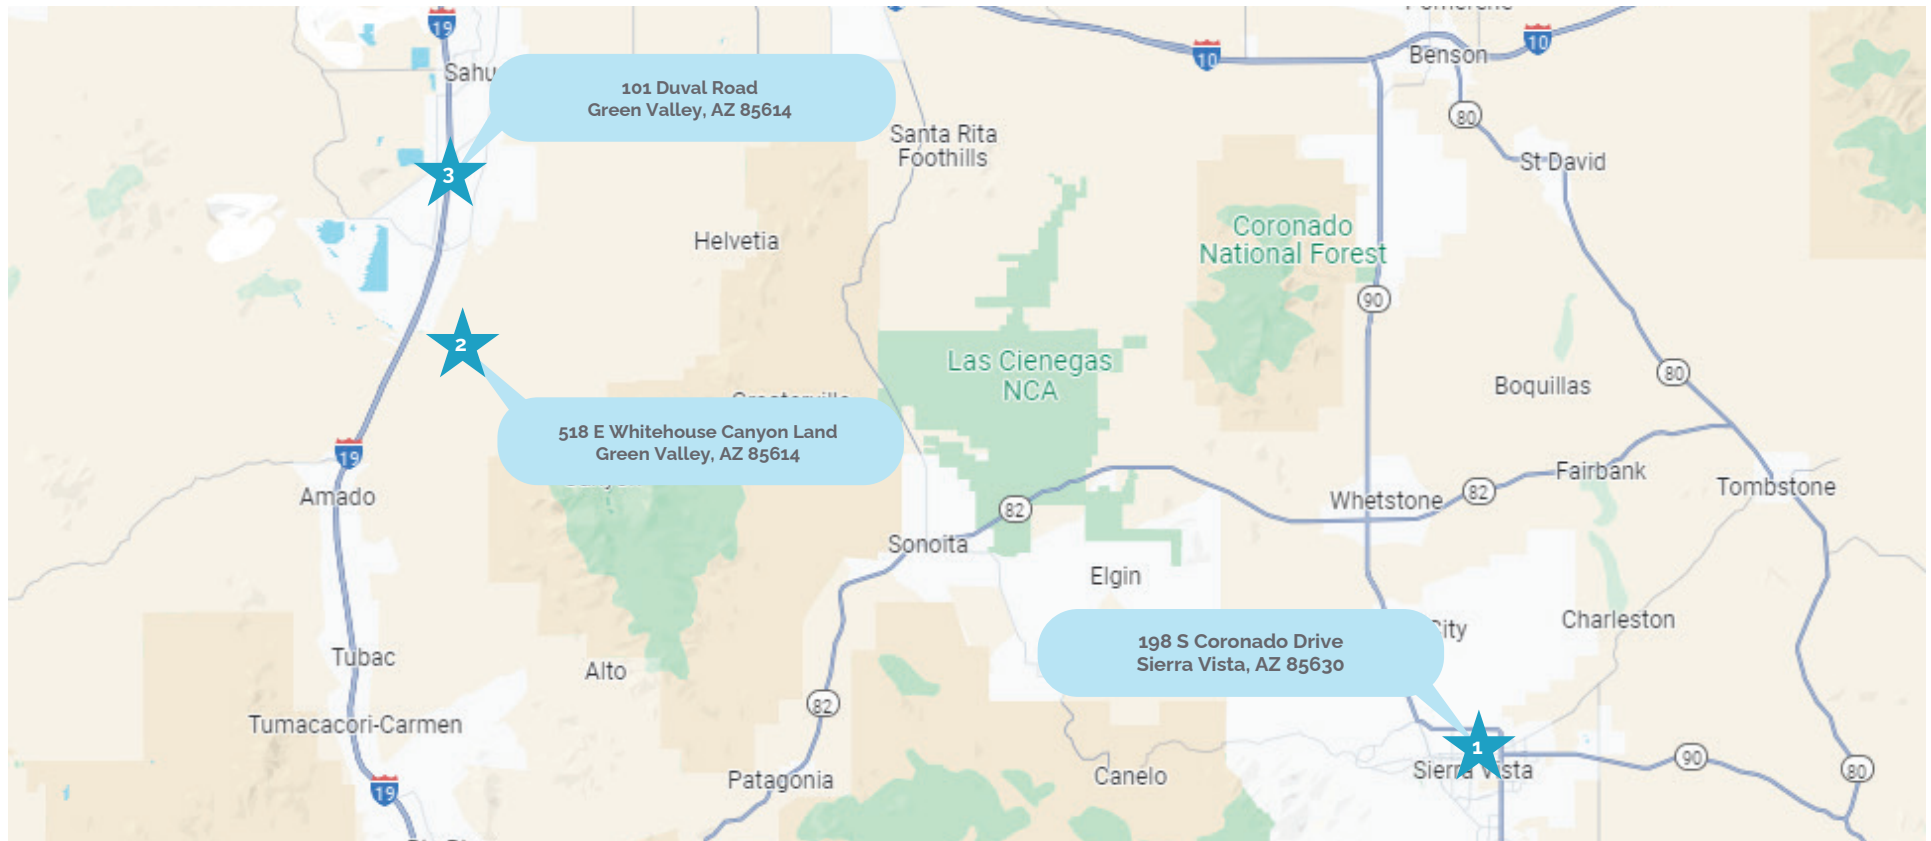 19
10
10
Benson
Sahu
101 Duval Road
Green Valley, AZ 85614
80
Santa Rita
Foothills
St David
3
Coronado
National Forest
Helvetia
90
2
Las Cienegas
NCA
80
Boquillas
518 E Whitehouse Canyon Land
Green Valley, AZ 85614
19
Amado
Fairbank
Whetstone
82
Tombstone
82
Sonoita
Elgin
Charleston
City
198 S Coronado Drive
Sierra Vista, AZ 85630
Tubac
Alto
82
Tumacacori-Carmen
1
90
80
Sierra Vista
Canelo
Patagonia
19